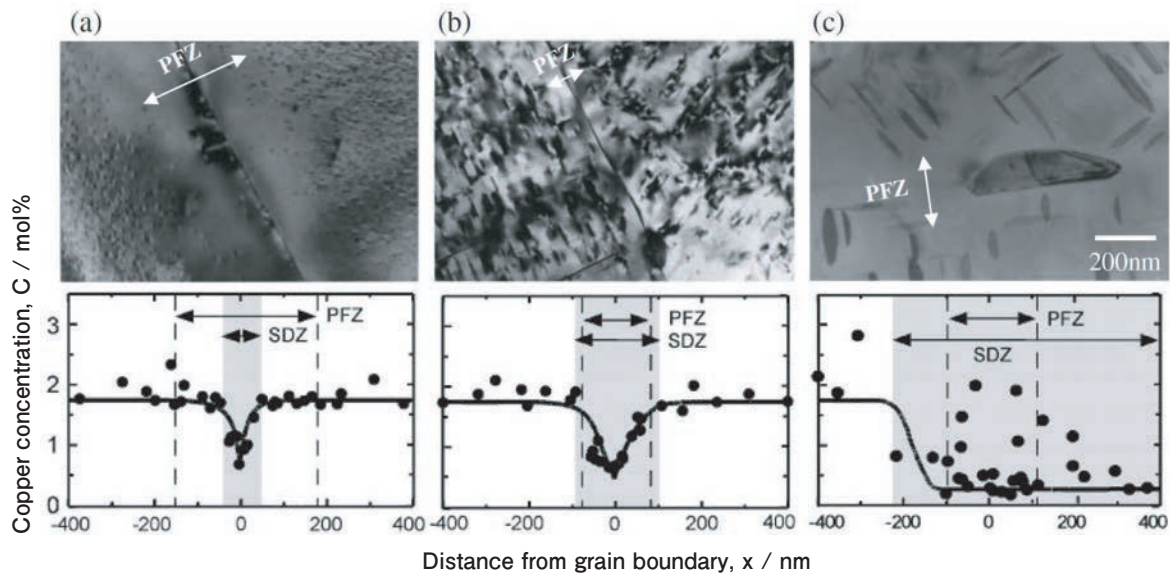 (a)
(b)
(c)
PFZ
PFZ
PFZ
200nm
Copper concentration, C / mol%
3
2
1
0
PFZ
SDZ
PFZ
SDZ
PFZ
SDZ
-400 -200 0 200 400
-400 -200 0 200 400
-400 -200 0 200 400
Distance from grain boundary, x / nm